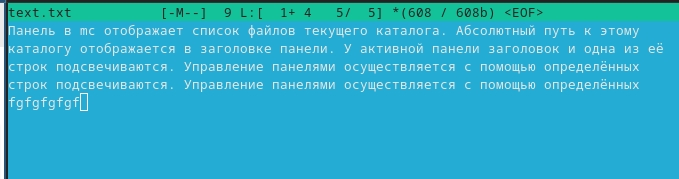 text.txt [-M--] 9 L:[ 1+ 4 5/ 5] *(608 / 608b) <EOF>
Панель в mc отображает список файлов текущего каталога. Абсолютный путь к этому
каталогу отображается в заголовке панели. У активной панели заголовок и одна из её
строк подсвечиваются. Управление панелями осуществляется с помощью определённых
строк подсвечиваются. Управление панелями осуществляется с помощью определённых
fgfgfgfgf